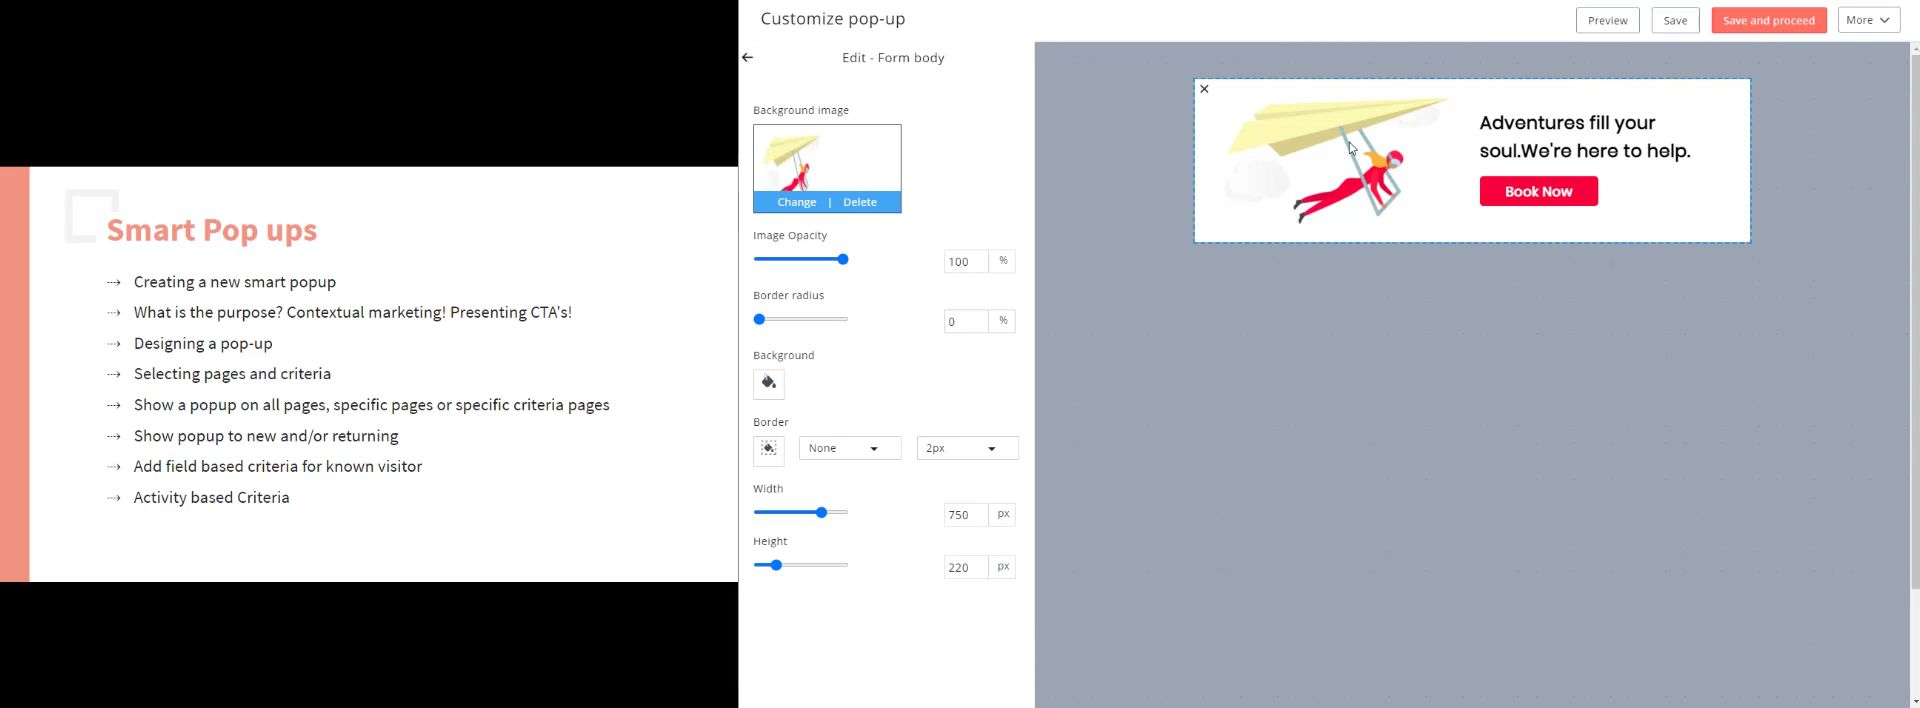 Smart Pop ups
Creating a new smart popup
What is the purpose? Contextual marketing! Presenting CTA's!
Designing a pop-up
Selecting pages and criteria
Show a popup on all pages, specific pages or specific criteria pages
Show popup to new and/or returning
Add field based criteria for known visitor
Activity based Criteria
Customize pop-up
Preview
Save
Save and proceed
More
Edit - Form body
Background image
Change | Delete
Image Opacity
100 %
Border radius
0 %
Background
Border
None
2px
Width
750 px
Height
220 px
Adventures fill your
soul.We're here to help.
Book Now